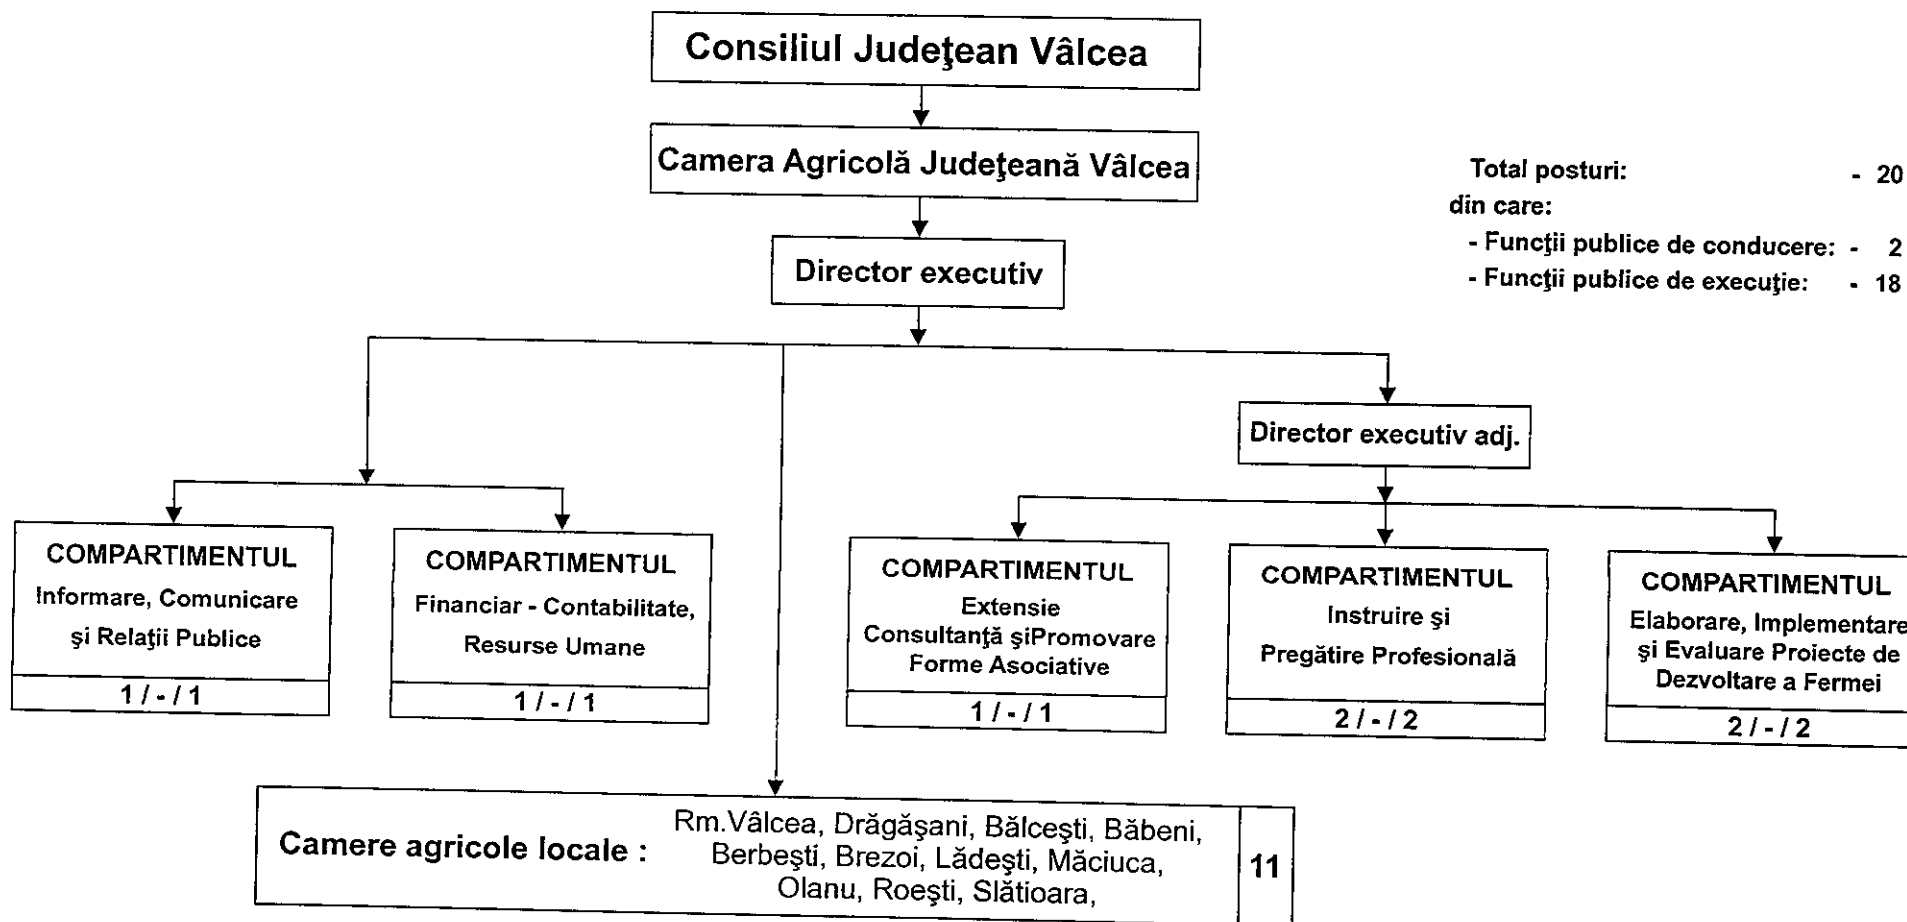 Consiliul Judeţean Vâlcea
Camera Agricolă Judeţeană Vâlcea
Total posturi: - 20
din care:
- Funcţii publice de conducere: - 2
- Funcţii publice de execuţie: - 18
Director executiv
Director executiv adj.
COMPARTIMENTUL
Informare, Comunicare
şi Relaţii Publice
1 / - / 1
COMPARTIMENTUL
Financiar - Contabilitate,
Resurse Umane
1 / - / 1
COMPARTIMENTUL
Extensie
Consultanţă şiPromovare
Forme Asociative
1 / - / 1
COMPARTIMENTUL
Instruire şi
Pregătire Profesională
2 / - / 2
COMPARTIMENTUL
Elaborare, Implementare
şi Evaluare Proiecte de
Dezvoltare a Fermei
2 / - / 2
Camere agricole locale :
Rm.Vâlcea, Drăgăşani, Bălceşti, Băbeni,
Berbeşti, Brezoi, Lădeşti, Măciuca,
Olanu, Roeşti, Slătioara,
11